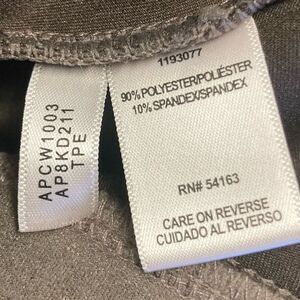 APCW1003
AP8KD211
TPE
1193077
90% POLYESTER/POLIÉSTER
10% SPANDEX/SPANDEX
RN# 54163
CARE ON REVERSE
CUIDADO AL REVERSO